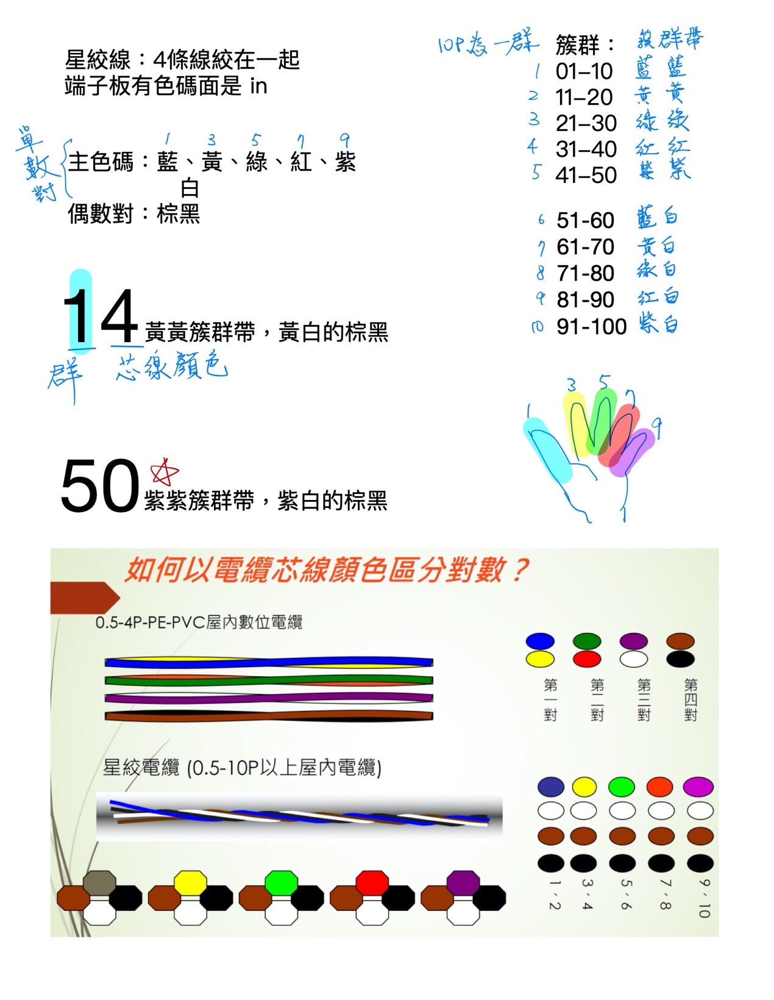 星絞線：4條線絞在一起
端子板有色碼面是 in
單數對
1 3 5 7 9
主色碼：藍、黃、綠、紅、紫
白
偶數對：棕黑
14 黃黃簇群帶，黃白的棕黑
群 芯線顏色
50 紫紫簇群帶，紫白的棕黑
10P為一群 簇群： 簇群帶
1 01–10 藍藍
2 11–20 黃黃
3 21–30 綠綠
4 31–40 紅紅
5 41–50 紫紫
6 51-60 藍白
7 61-70 黃白
8 71-80 綠白
9 81-90 紅白
10 91-100 紫白
1 3 5 7 9
如何以電纜芯線顏色區分對數？
0.5-4P-PE-PVC屋內數位電纜
第一對 第二對 第三對 第四對
星絞電纜 (0.5-10P以上屋內電纜)
1、2 3、4 5、6 7、8 9、10